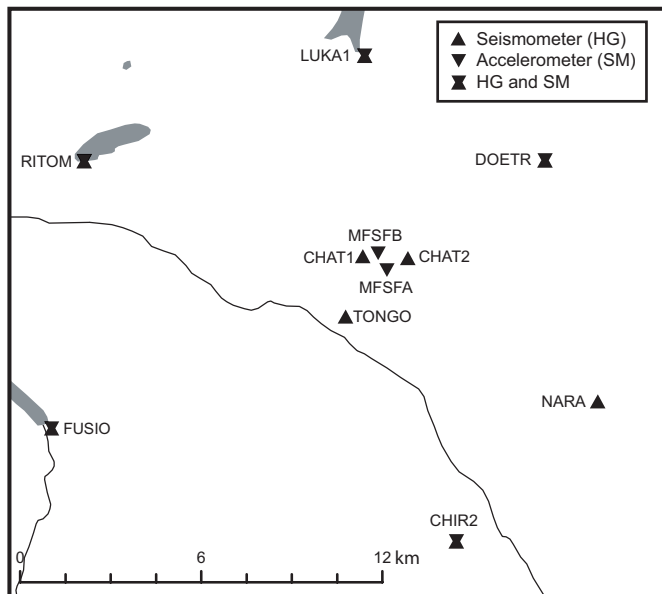 LUKA1
Seismometer (HG)
Accelerometer (SM)
HG and SM
RITOM
DOETR
MFSFB
CHAT1
CHAT2
MFSFA
TONGO
NARA
FUSIO
CHIR2
0 6 12 km